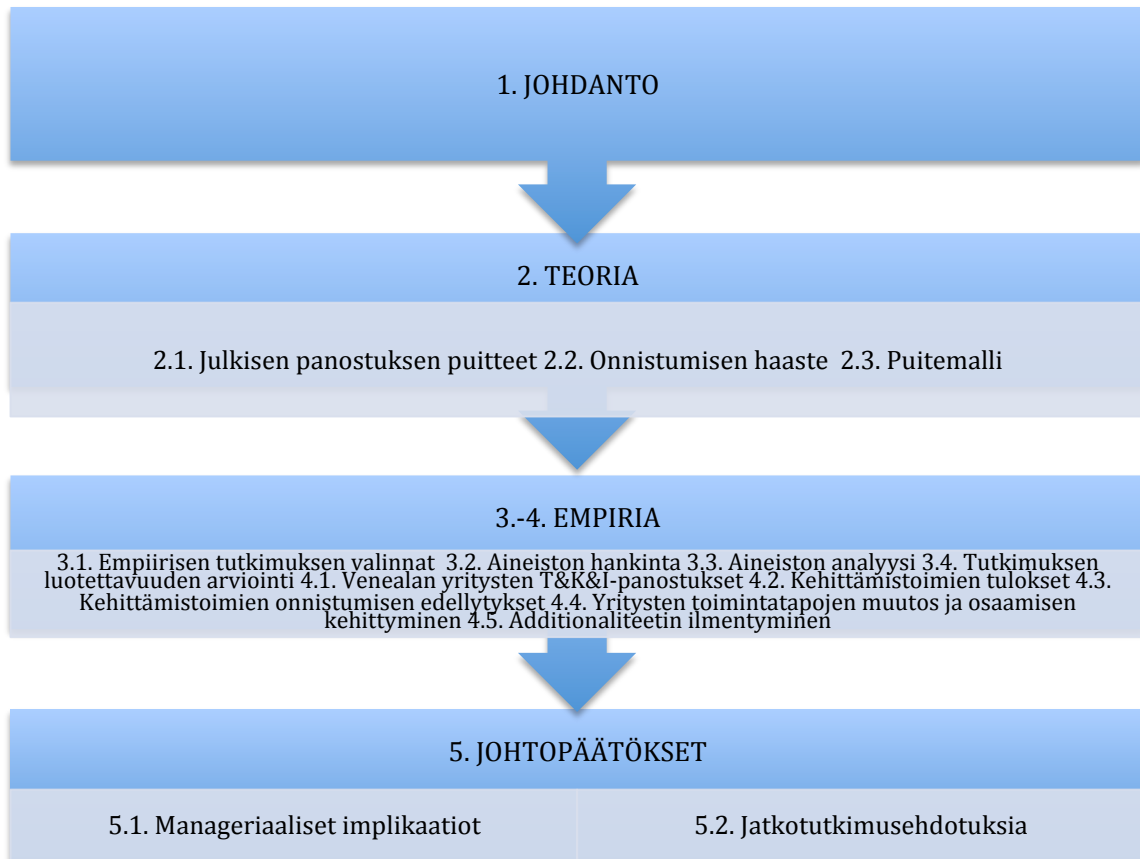 1. JOHDANTO
2. TEORIA
2.1. Julkisen panostuksen puitteet 2.2. Onnistumisen haaste 2.3. Puitemalli
3.-4. EMPIRIA
3.1. Empiirisen tutkimuksen valinnat 3.2. Aineiston hankinta 3.3. Aineiston analyysi 3.4. Tutkimuksen
luotettavuuden arviointi 4.1. Venealan yritysten T&K&I-panostukset 4.2. Kehittämistoimien tulokset 4.3.
Kehittämistoimien onnistumisen edellytykset 4.4. Yritysten toimintatapojen muutos ja osaamisen
kehittyminen 4.5. Additionaliteetin ilmentyminen
5. JOHTOPÄÄTÖKSET
5.1. Manageriaaliset implikaatiot
5.2. Jatkotutkimusehdotuksia